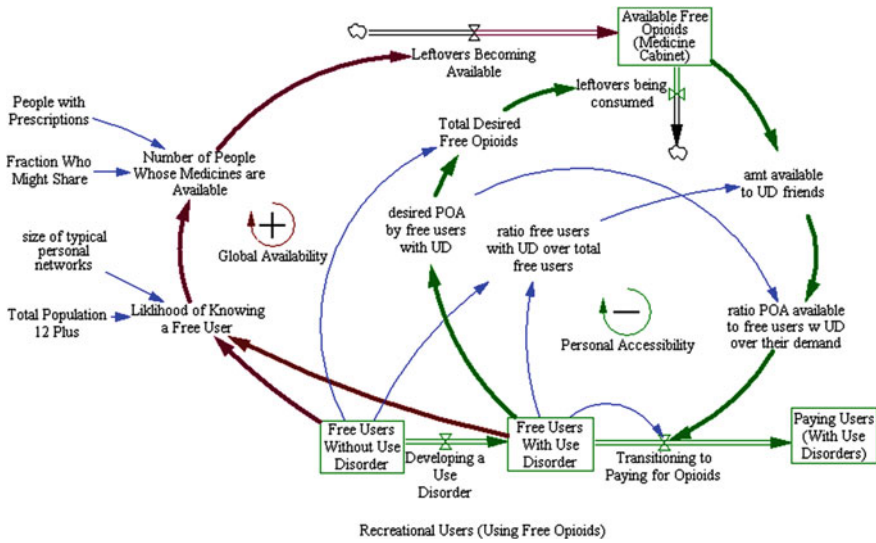 Available Free
Opioids
(Medicine
Cabinet)
Leftovers Becoming
Available
leftovers being
consumed
People with
Prescriptions
Total Desired
Free Opioids
Fraction Who
Might Share
Number of People
Whose Medicines are
Available
amt available
to UD friends
desired POA
by free users
with UD
size of typical
personal
networks
+
Global Availability
ratio free users
with UD over total
free users
Total Population
12 Plus
Liklihood of Knowing
a Free User
−
Personal Accessibility
ratio POA available
to free users w UD
over their demand
Free Users
Without Use
Disorder
Developing a
Use
Disorder
Free Users
With Use
Disorder
Transitioning to
Paying for Opioids
Paying Users
(With Use
Disorders)
Recreational Users (Using Free Opioids)